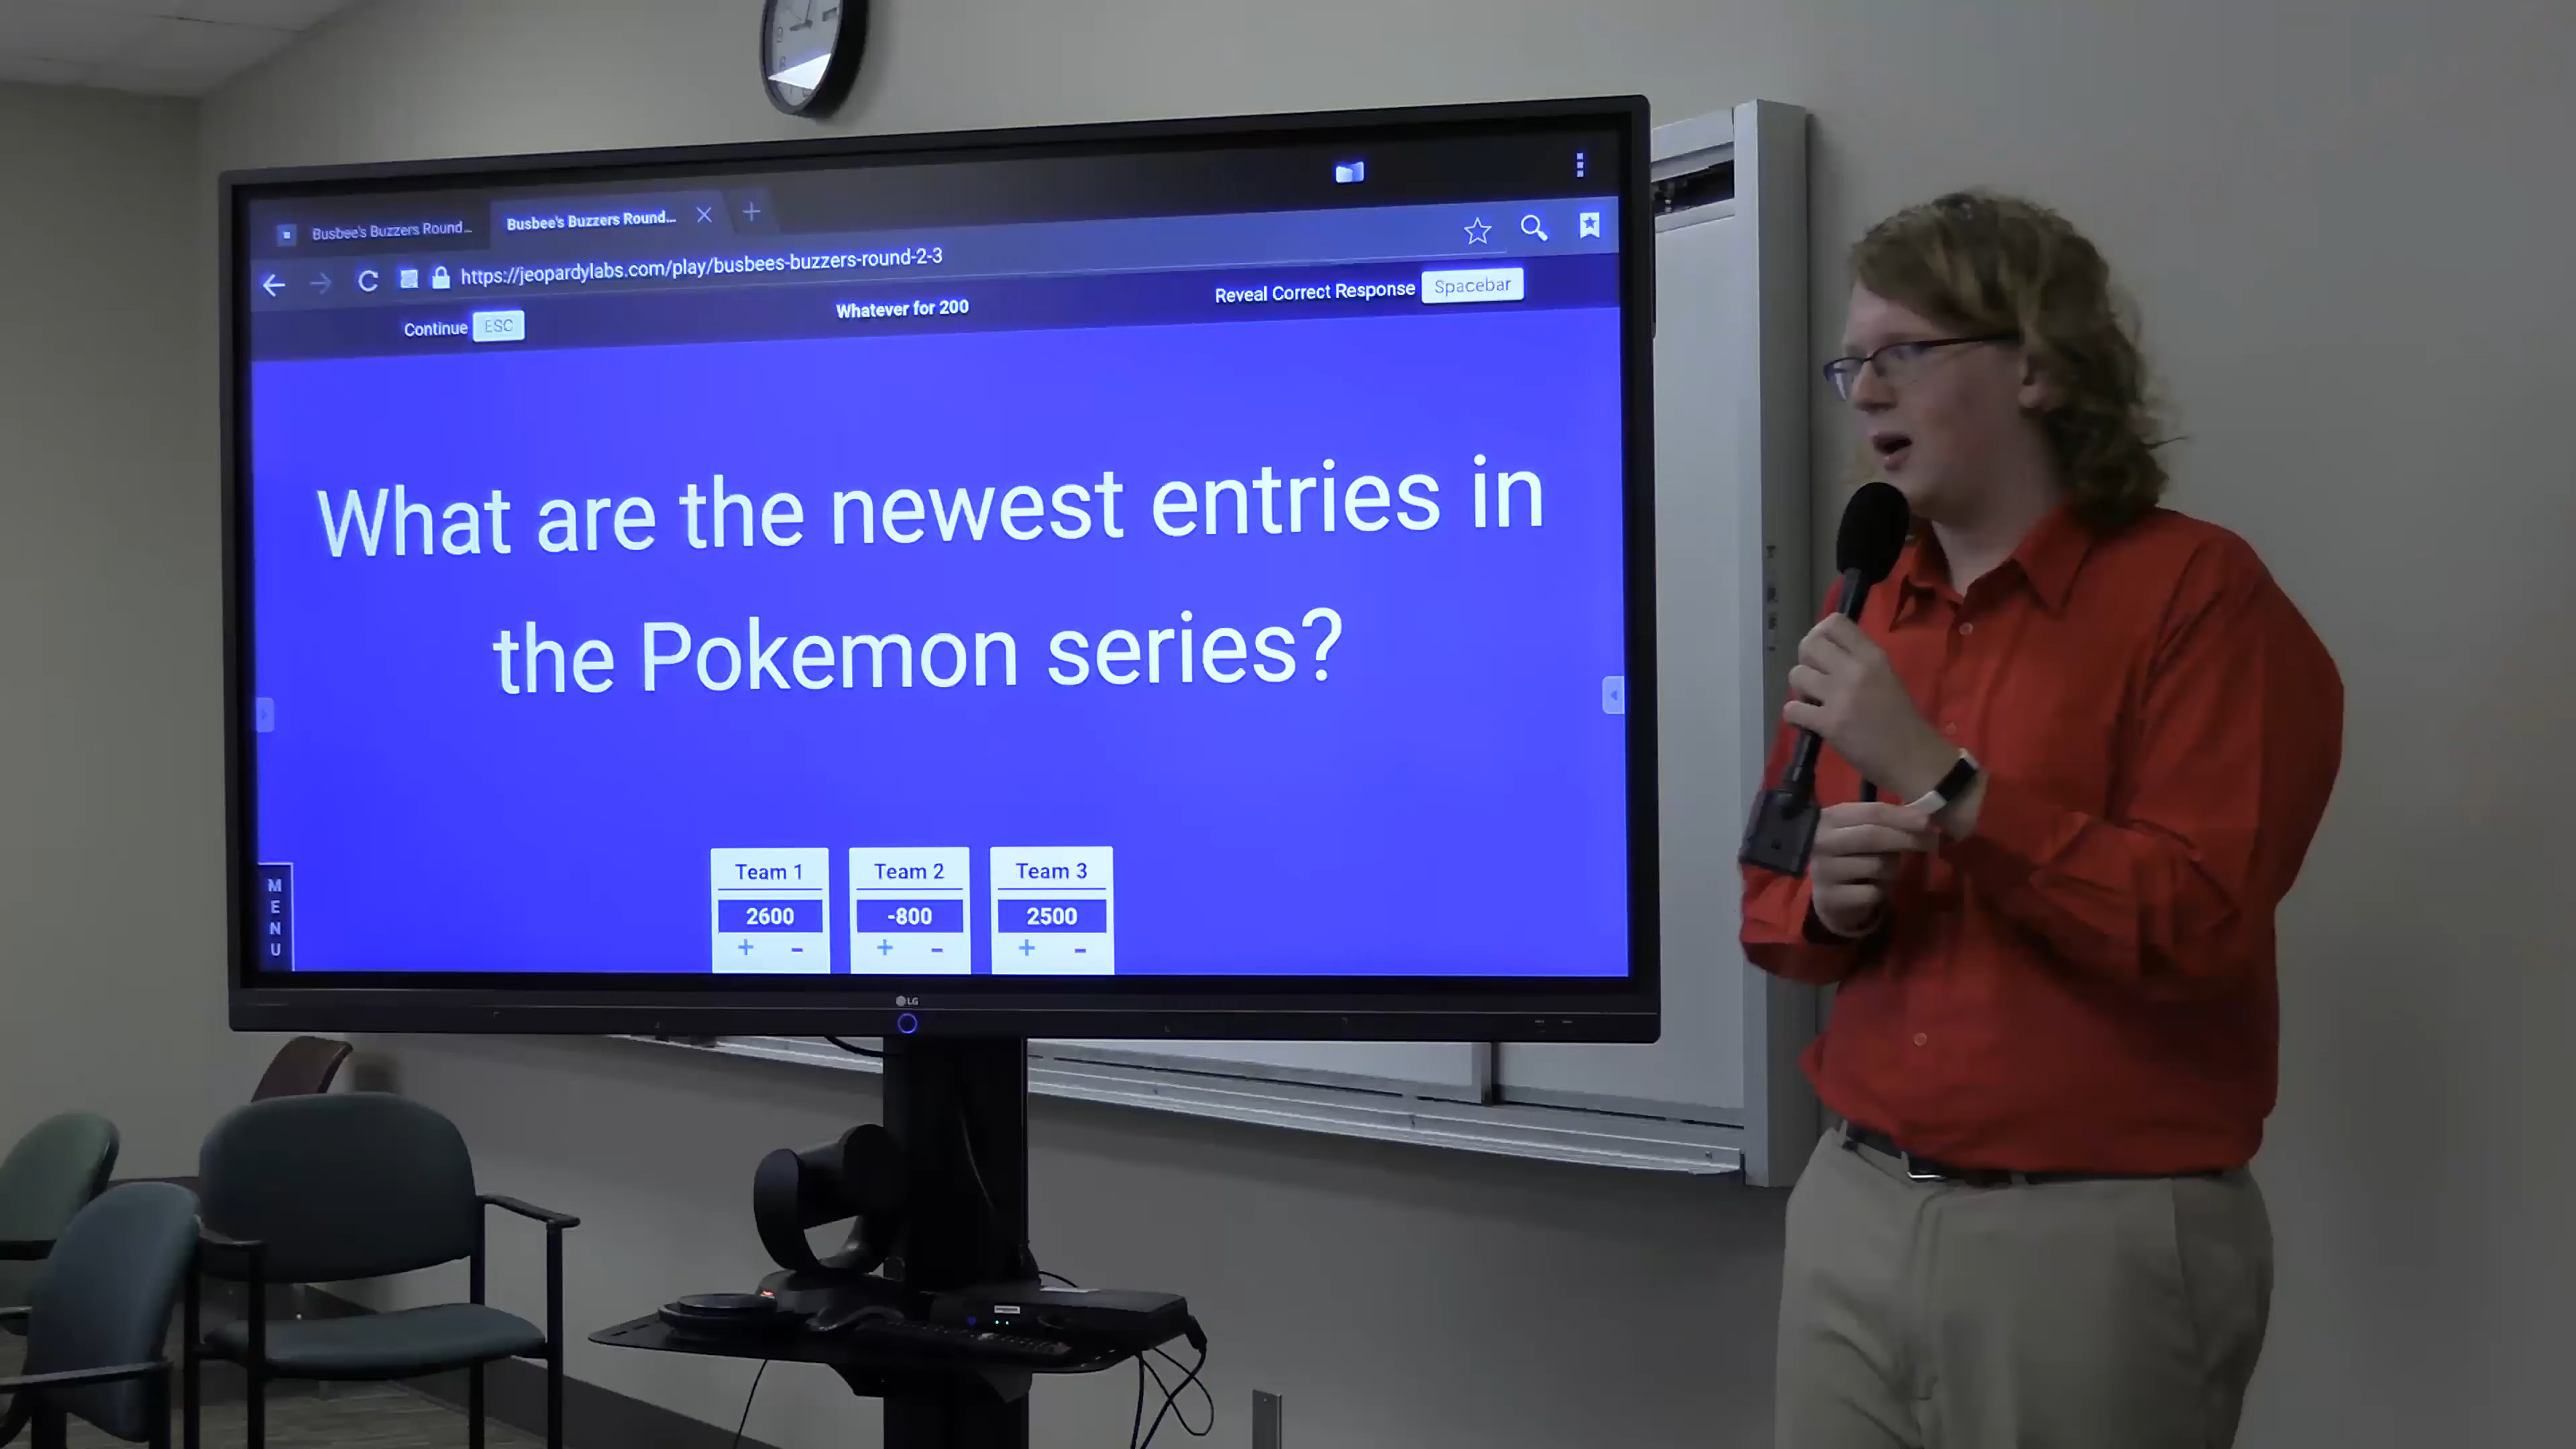 Busbee's Buzzers Round...
Busbee's Buzzers Round...
https://jeopardylabs.com/play/busbees-buzzers-round-2-3
Continue ESC
Whatever for 200
Reveal Correct Response Spacebar
What are the newest entries in
the Pokemon series?
MENU
Team 1
2600
+ -
Team 2
-800
+ -
Team 3
2500
+ -
LG